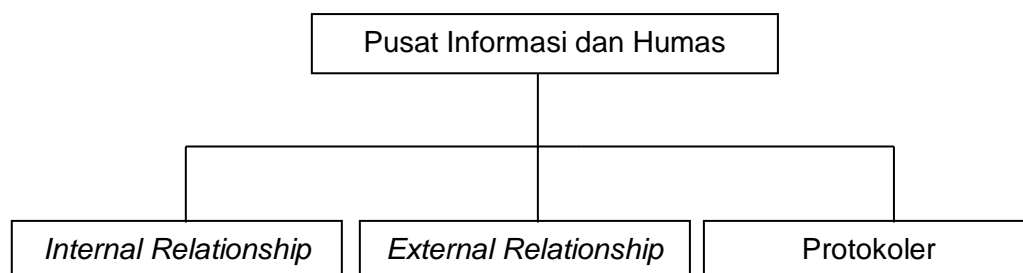 Pusat Informasi dan Humas
Internal Relationship
External Relationship
Protokoler